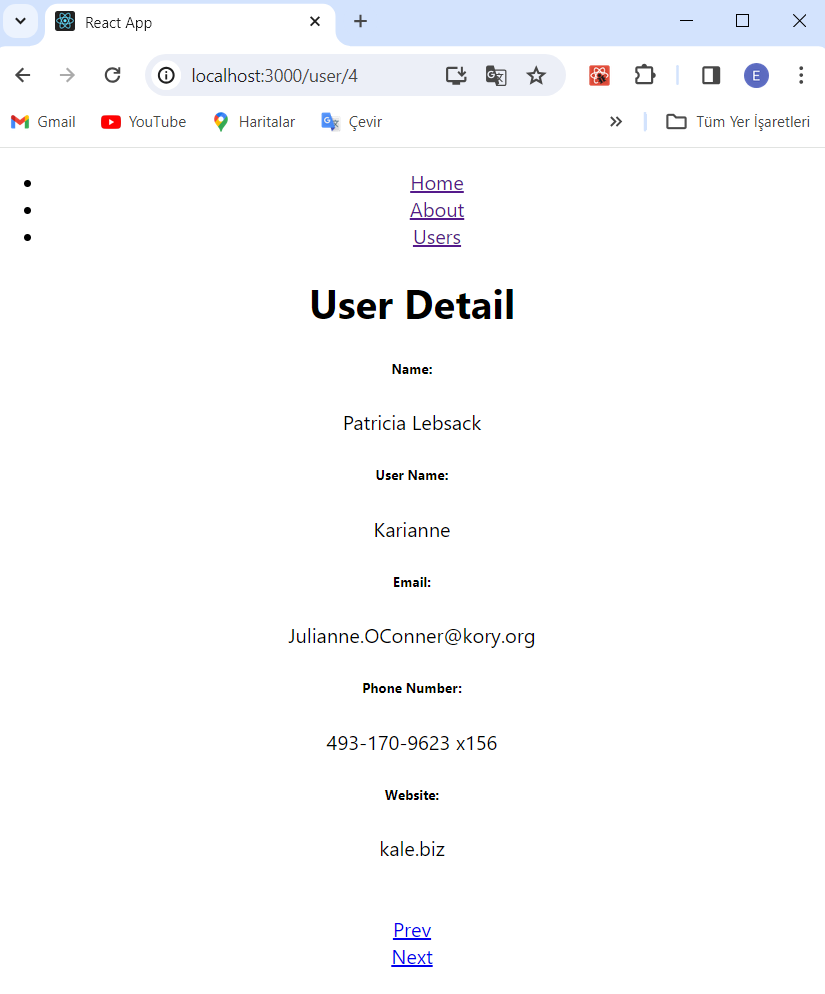 React App
localhost:3000/user/4
E
Gmail
YouTube
Haritalar
Çevir
Tüm Yer İşaretleri
Home
About
Users
User Detail
Name:
Patricia Lebsack
User Name:
Karianne
Email:
Julianne.OConner@kory.org
Phone Number:
493-170-9623 x156
Website:
kale.biz
Prev
Next